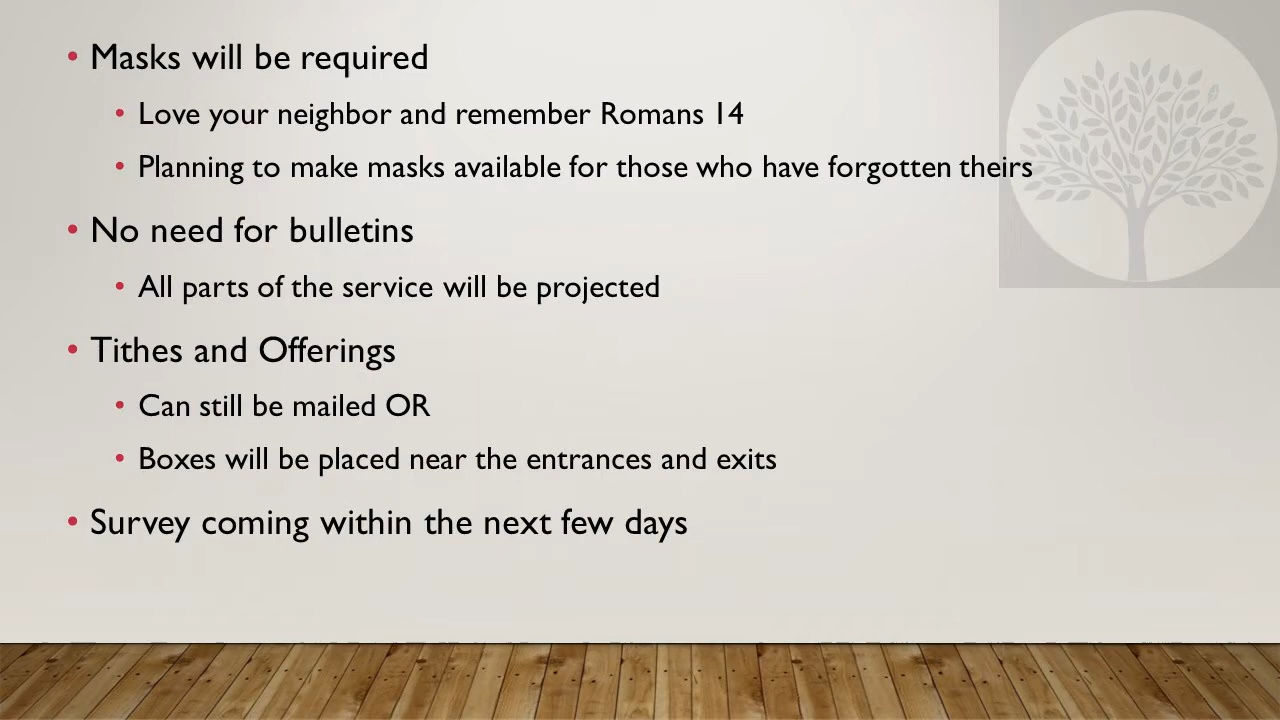 • Masks will be required
• Love your neighbor and remember Romans 14
• Planning to make masks available for those who have forgotten theirs
• No need for bulletins
• All parts of the service will be projected
• Tithes and Offerings
• Can still be mailed OR
• Boxes will be placed near the entrances and exits
• Survey coming within the next few days